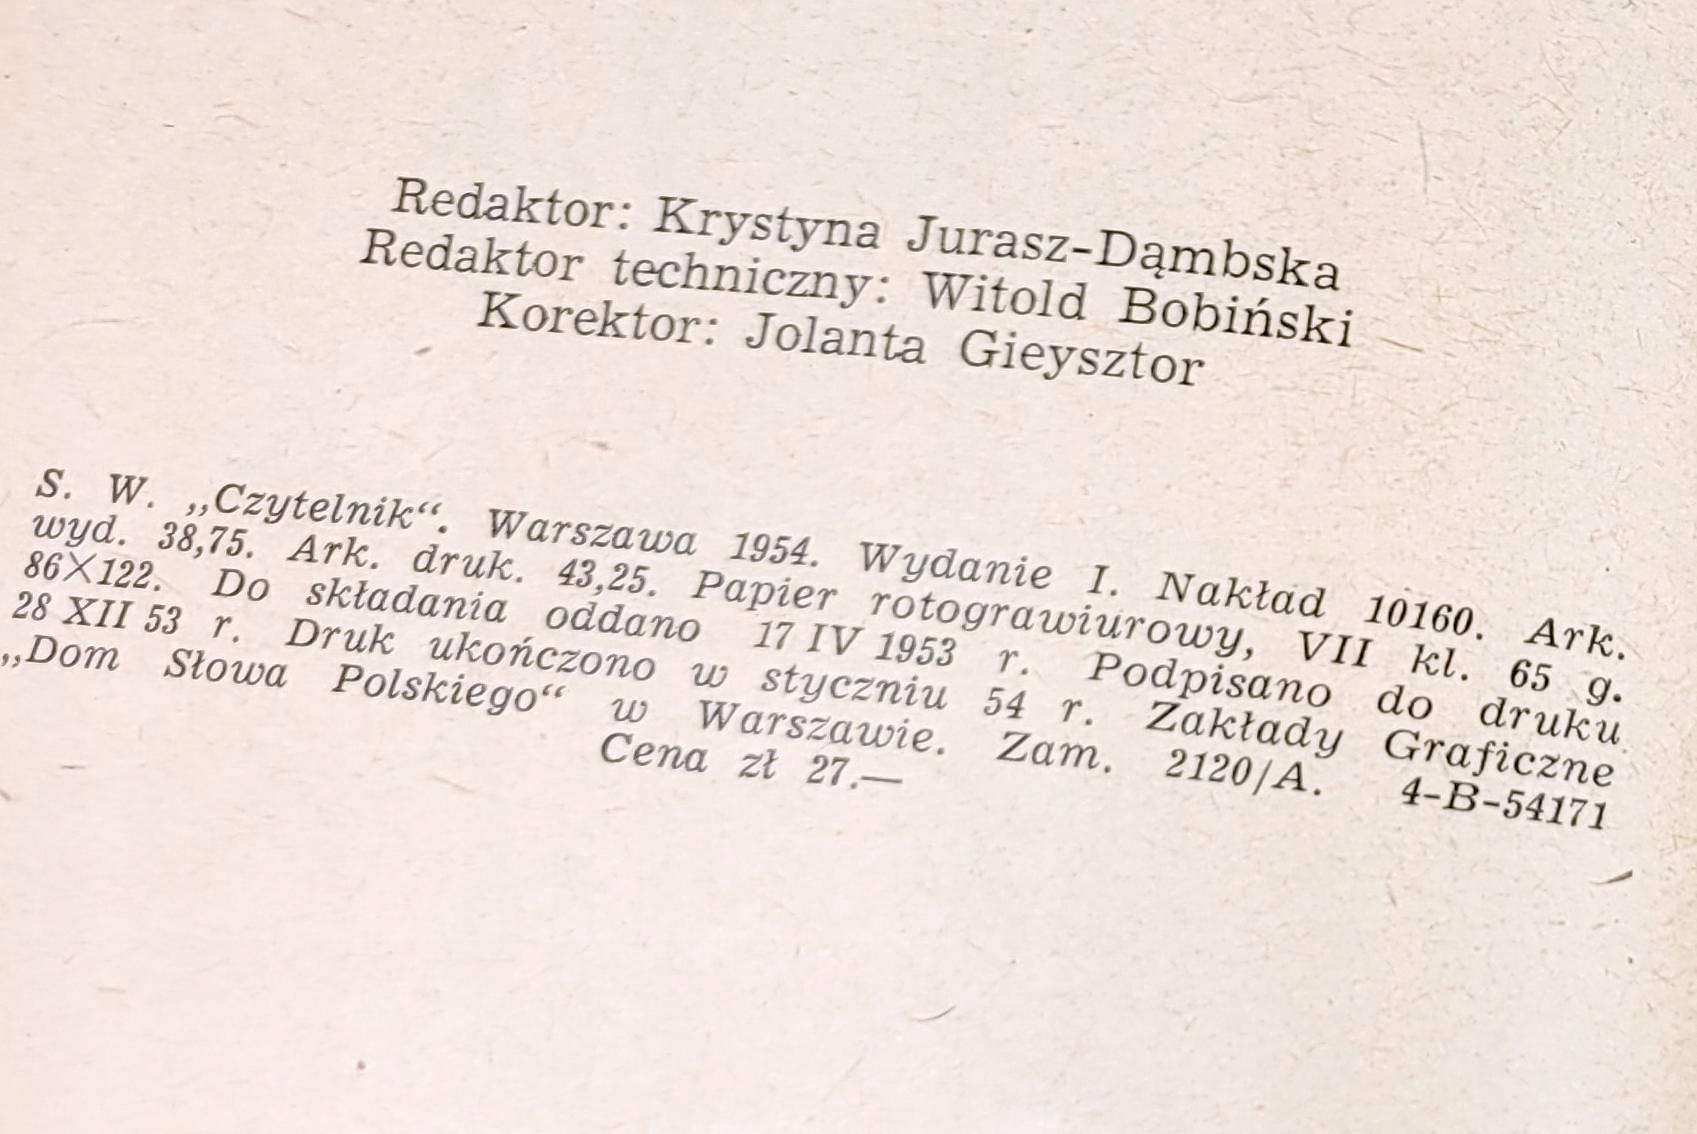 Redaktor: Krystyna Jurasz-Dąmbska
Redaktor techniczny: Witold Bobiński
Korektor: Jolanta Gieysztor
S. W. „Czytelnik“. Warszawa 1954. Wydanie I. Nakład 10160. Ark.
wyd. 38,75. Ark. druk. 43,25. Papier rotograwiurowy, VII kl. 65 g.
86×122. Do składania oddano 17 IV 1953 r. Podpisano do druku
28 XII 53 r. Druk ukończono w styczniu 54 r. Zakłady Graficzne
„Dom Słowa Polskiego“ w Warszawie. Zam. 2120/A. 4-B-54171
Cena zł 27.—